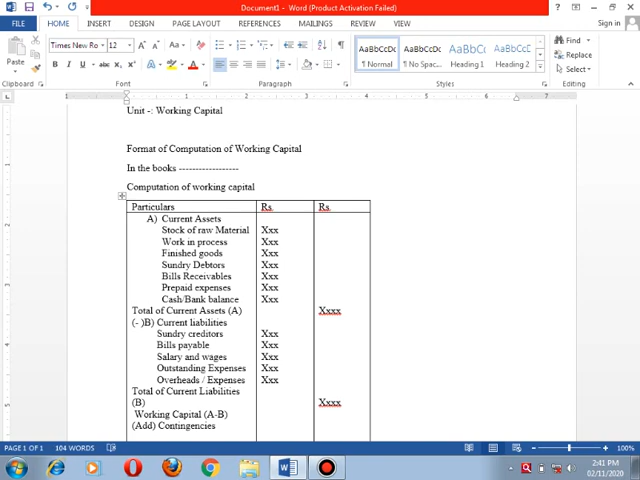 Document1 - Word (Product Activation Failed)
Sign in
FILE HOME INSERT DESIGN PAGE LAYOUT REFERENCES MAILINGS REVIEW VIEW
Paste
Times New Ro 12
Find
Replace
Select
AaBbCcDc AaBbCcDc AaBbCc AaBbCcD
¶ Normal ¶ No Spac... Heading 1 Heading 2
Clipboard Font Paragraph Styles Editing
Unit -: Working Capital
Format of Computation of Working Capital
In the books ------------------
Computation of working capital
Particulars Rs. Rs.
A) Current Assets
Stock of raw Material Xxx
Work in process Xxx
Finished goods Xxx
Sundry Debtors Xxx
Bills Receivables Xxx
Prepaid expenses Xxx
Cash/Bank balance Xxx
Total of Current Assets (A) Xxxx
(- )B) Current liabilities
Sundry creditors Xxx
Bills payable Xxx
Salary and wages Xxx
Outstanding Expenses Xxx
Overheads / Expenses Xxx
Total of Current Liabilities
(B) Xxxx
Working Capital (A-B)
(Add) Contingencies
PAGE 1 OF 1 104 WORDS 100%
2:41 PM
02/11/2020